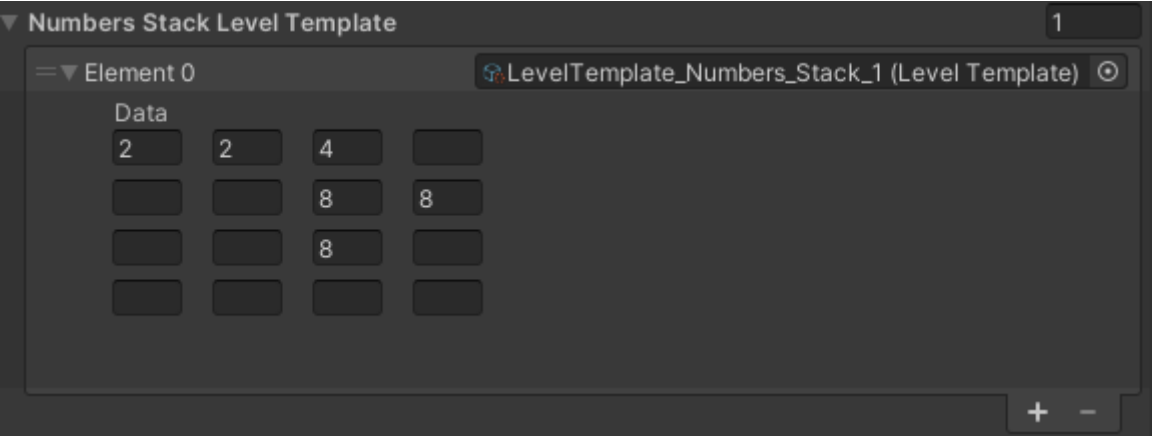 Numbers Stack Level Template 1
Element 0 LevelTemplate_Numbers_Stack_1 (Level Template)
Data
2 2 4
8 8
8